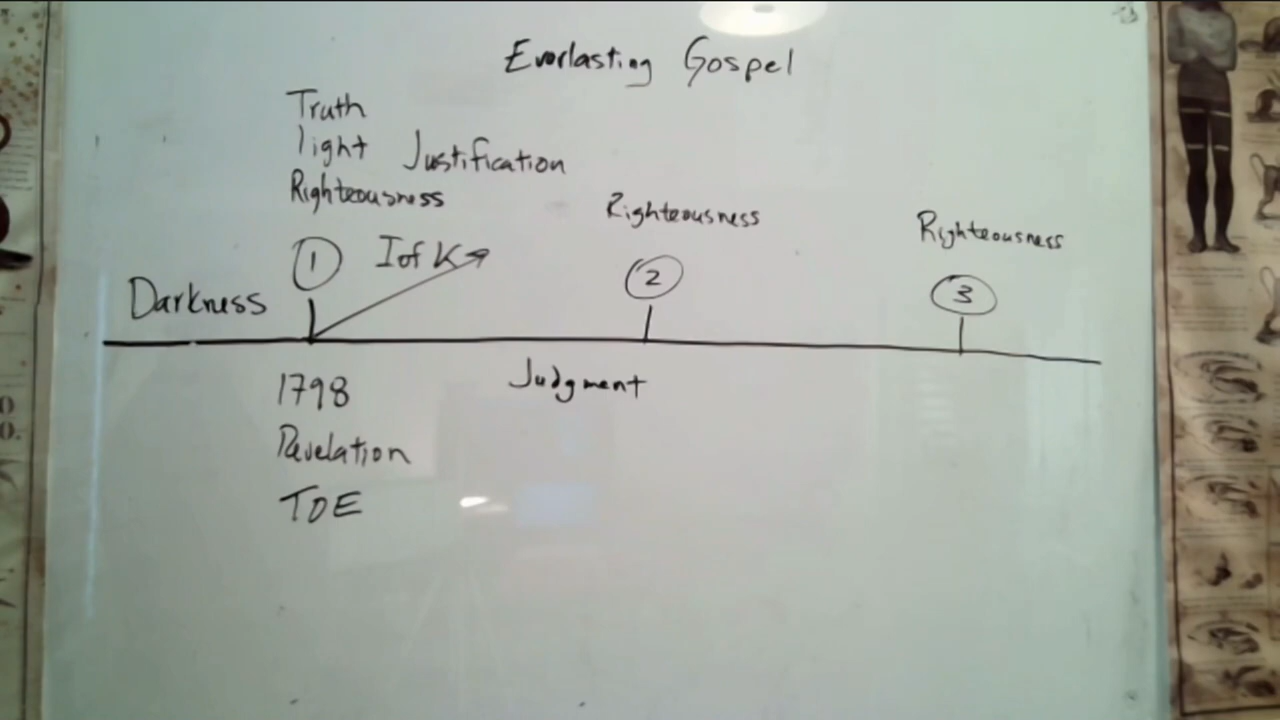 Everlasting Gospel
Truth
light
Justification
Righteousness
Righteousness
Righteousness
1
I of K
2
3
Darkness
1798
Judgment
Revelation
TOE